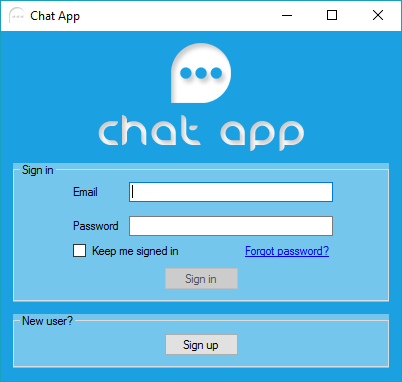 Chat App
chat app
Sign in
Email
Password
Keep me signed in Forgot password?
Sign in
New user?
Sign up